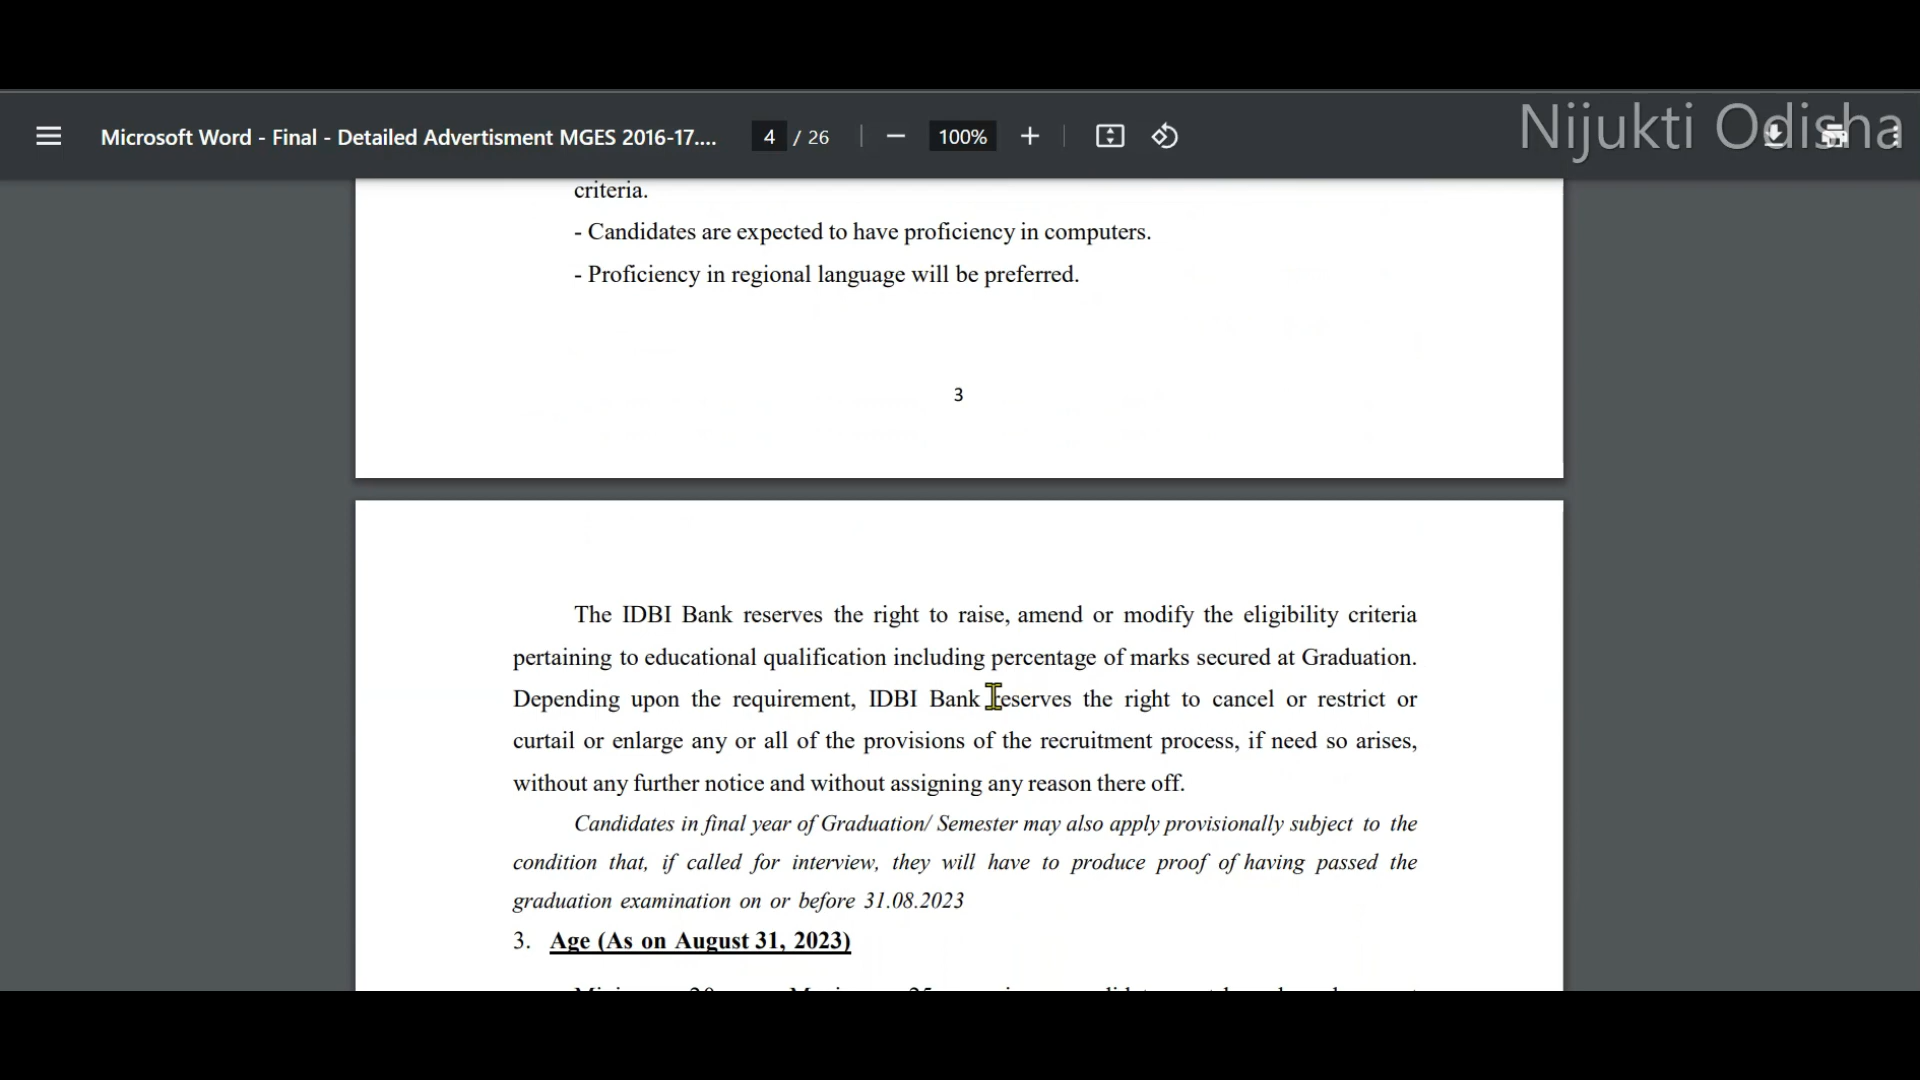 Nijukti Odisha
Microsoft Word - Final - Detailed Advertisment MGES 2016-17.... 4 / 26 100%
criteria.
- Candidates are expected to have proficiency in computers.
- Proficiency in regional language will be preferred.
3
The IDBI Bank reserves the right to raise, amend or modify the eligibility criteria
pertaining to educational qualification including percentage of marks secured at Graduation.
Depending upon the requirement, IDBI Bank reserves the right to cancel or restrict or
curtail or enlarge any or all of the provisions of the recruitment process, if need so arises,
without any further notice and without assigning any reason there off.
Candidates in final year of Graduation/ Semester may also apply provisionally subject to the
condition that, if called for interview, they will have to produce proof of having passed the
graduation examination on or before 31.08.2023
3. Age (As on August 31, 2023)